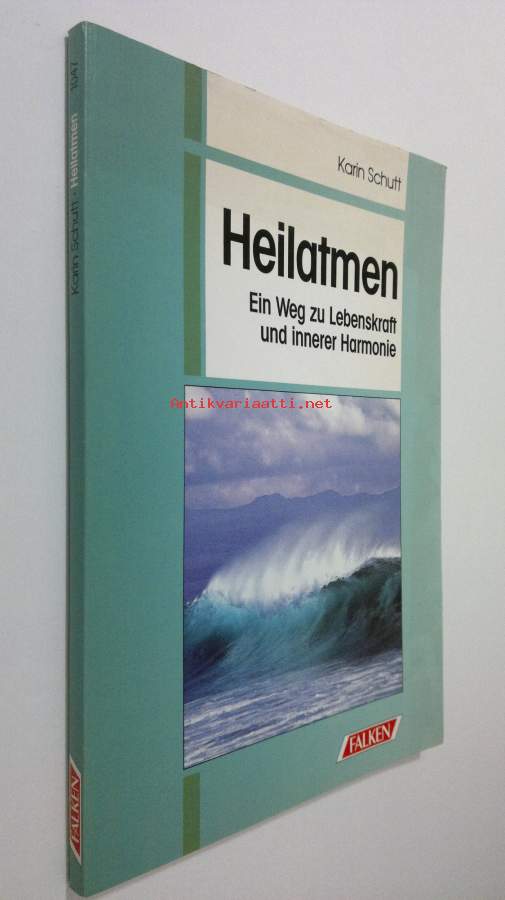 Karin Schutt · Heilatmen 1047
FALKEN
Karin Schutt
Heilatmen
Ein Weg zu Lebenskraft
und innerer Harmonie
Antikvariaatti.net
FALKEN